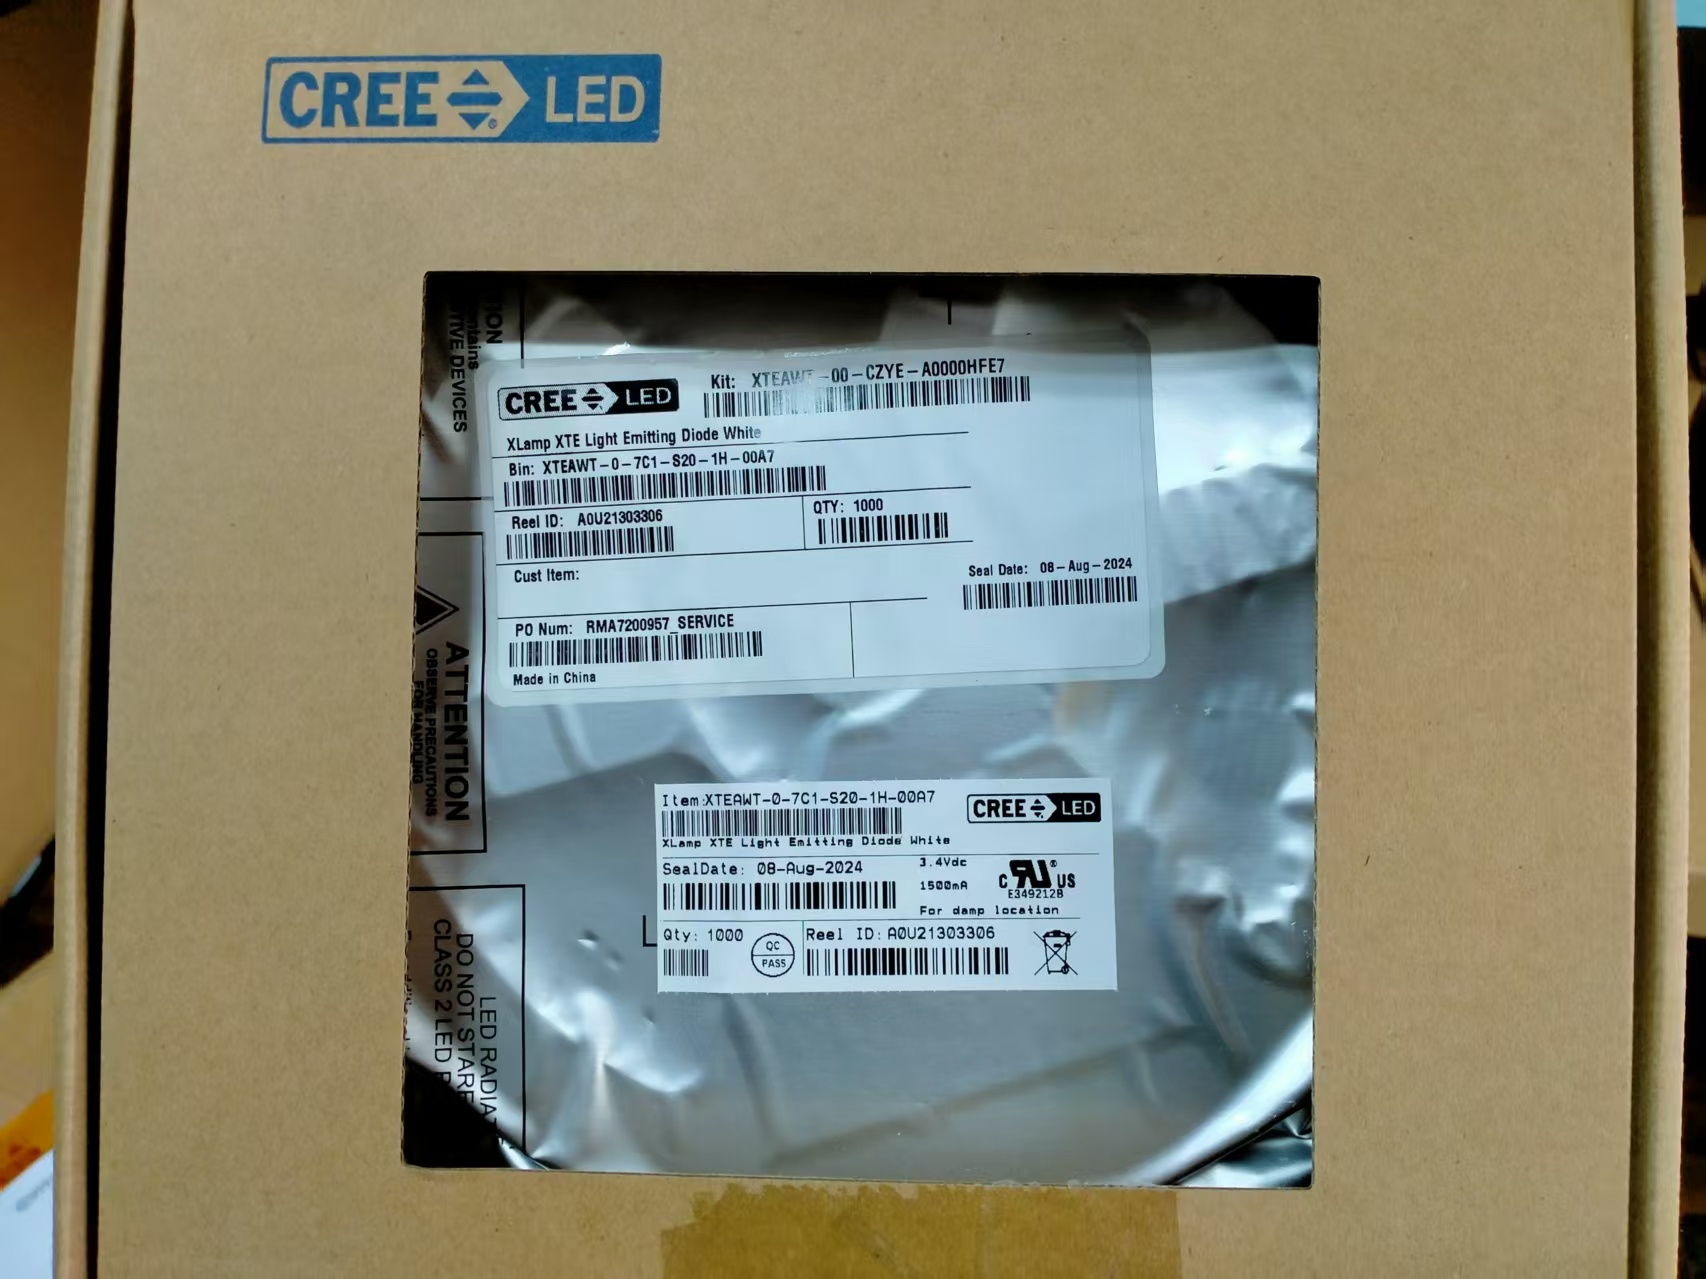 CREE LED
CREE LED
Kit: XTEAWT-00-CZYE-A0000HFE7
XLamp XTE Light Emitting Diode White
Bin: XTEAWT-0-7C1-S20-1H-00A7
Reel ID: A0U21303306
QTY: 1000
Cust Item:
Seal Date: 08-Aug-2024
PO Num: RMA7200957_SERVICE
Made in China
Item:XTEAWT-0-7C1-S20-1H-00A7
CREE LED
XLamp XTE Light Emitting Diode White
SealDate: 08-Aug-2024
3.4Vdc
1500mA
C RU® US
E349212B
For damp location
Qty: 1000
QC
PASS
Reel ID: A0U21303306
DEVICES
ATTENTION
OBSERVE PRECAUTIONS
FOR HANDLING
LED RADIA
DO NOT STARE
CLASS 2 LED